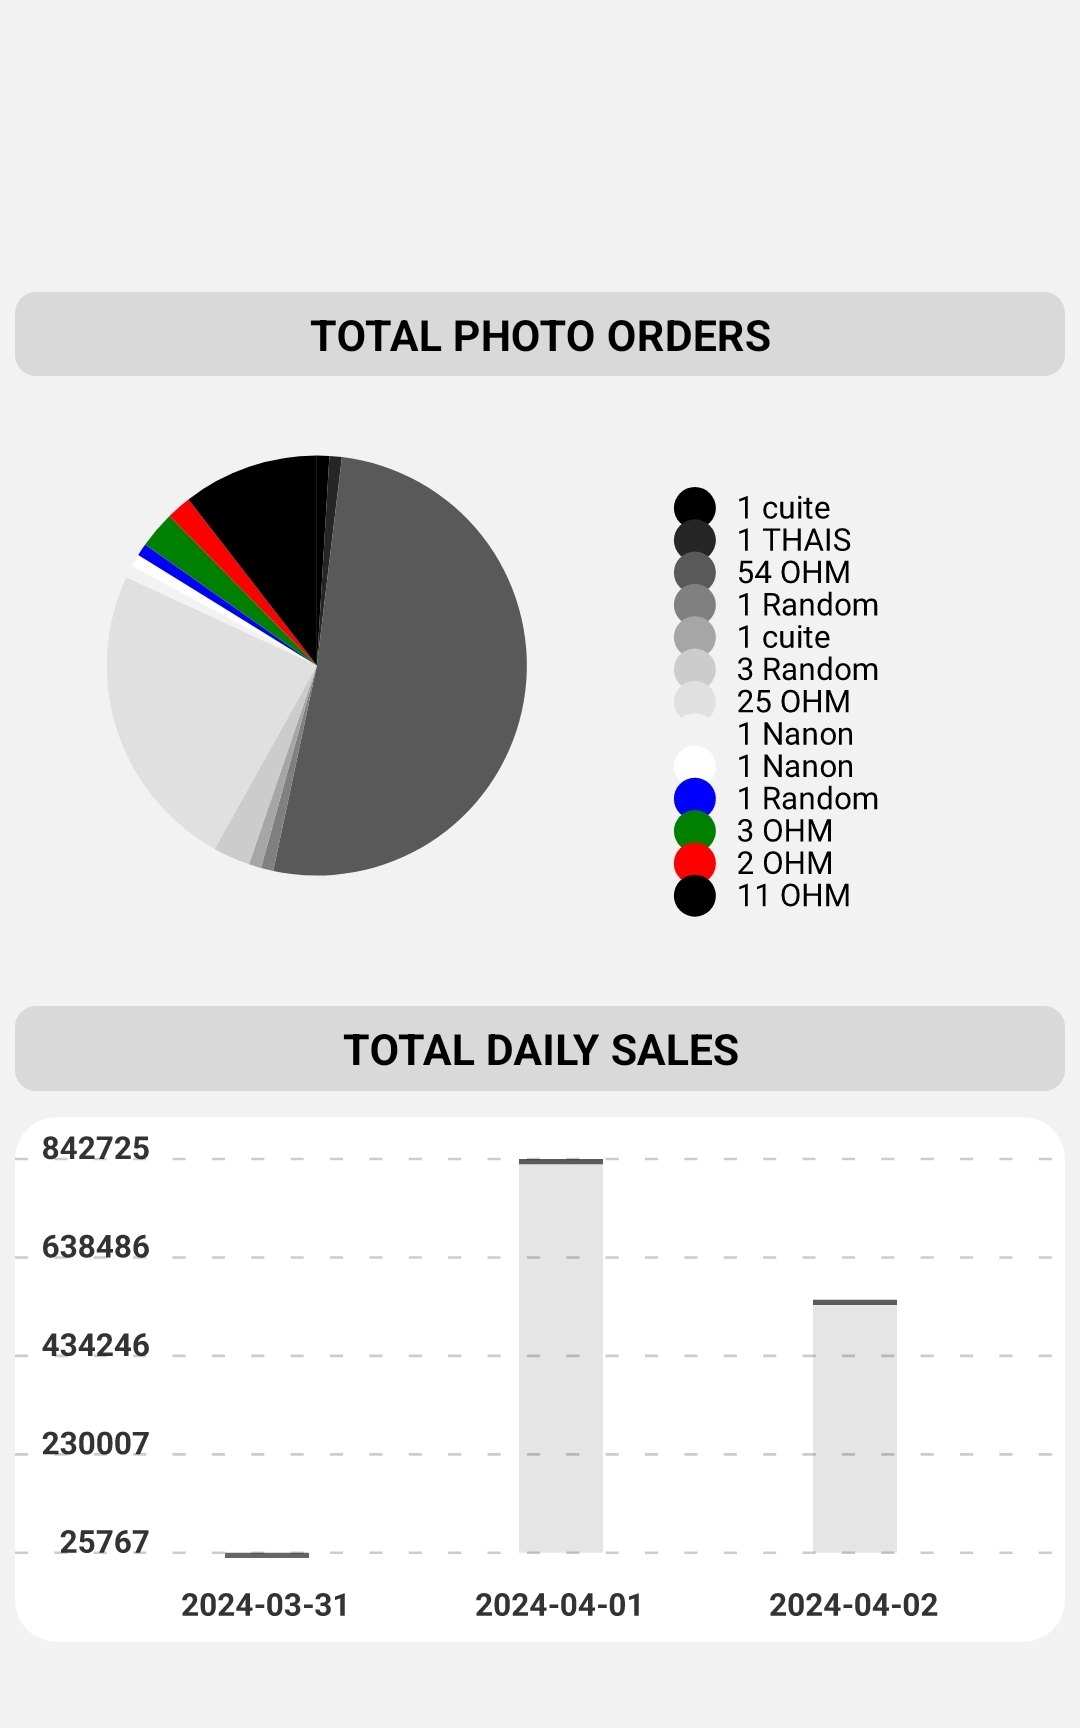 TOTAL PHOTO ORDERS
1 cuite
1 THAIS
54 OHM
1 Random
1 cuite
3 Random
25 OHM
1 Nanon
1 Nanon
1 Random
3 OHM
2 OHM
11 OHM
TOTAL DAILY SALES
842725
638486
434246
230007
25767
2024-03-31
2024-04-01
2024-04-02